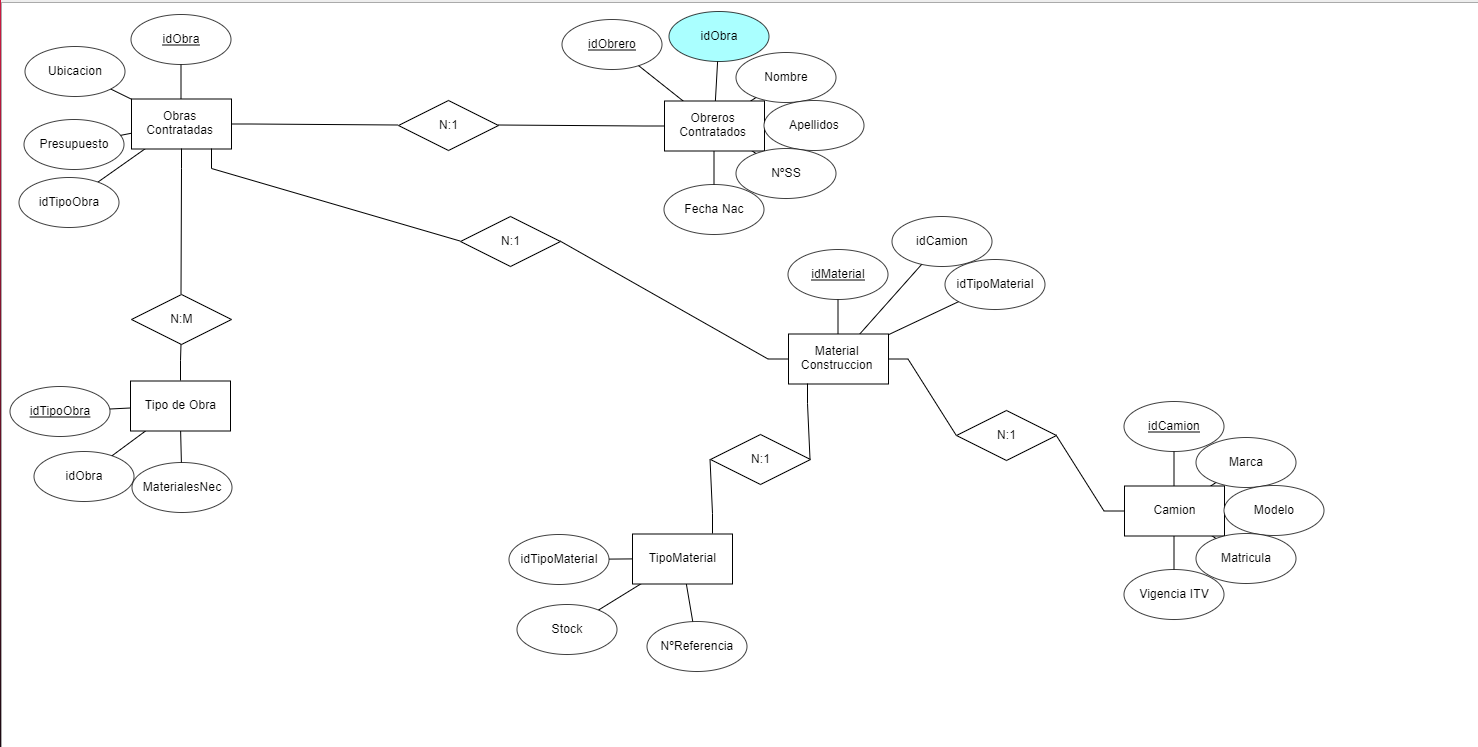 idObra
Ubicacion
Obras
Contratadas
Presupuesto
idTipoObra
N:1
idObrero
idObra
Nombre
Obreros
Contratados
Apellidos
NºSS
Fecha Nac
N:1
idCamion
idMaterial
idTipoMaterial
Material
Construccion
N:M
idTipoObra
Tipo de Obra
idObra
MaterialesNec
N:1
N:1
idCamion
Marca
Camion
Modelo
Matricula
Vigencia ITV
idTipoMaterial
TipoMaterial
Stock
NºReferencia